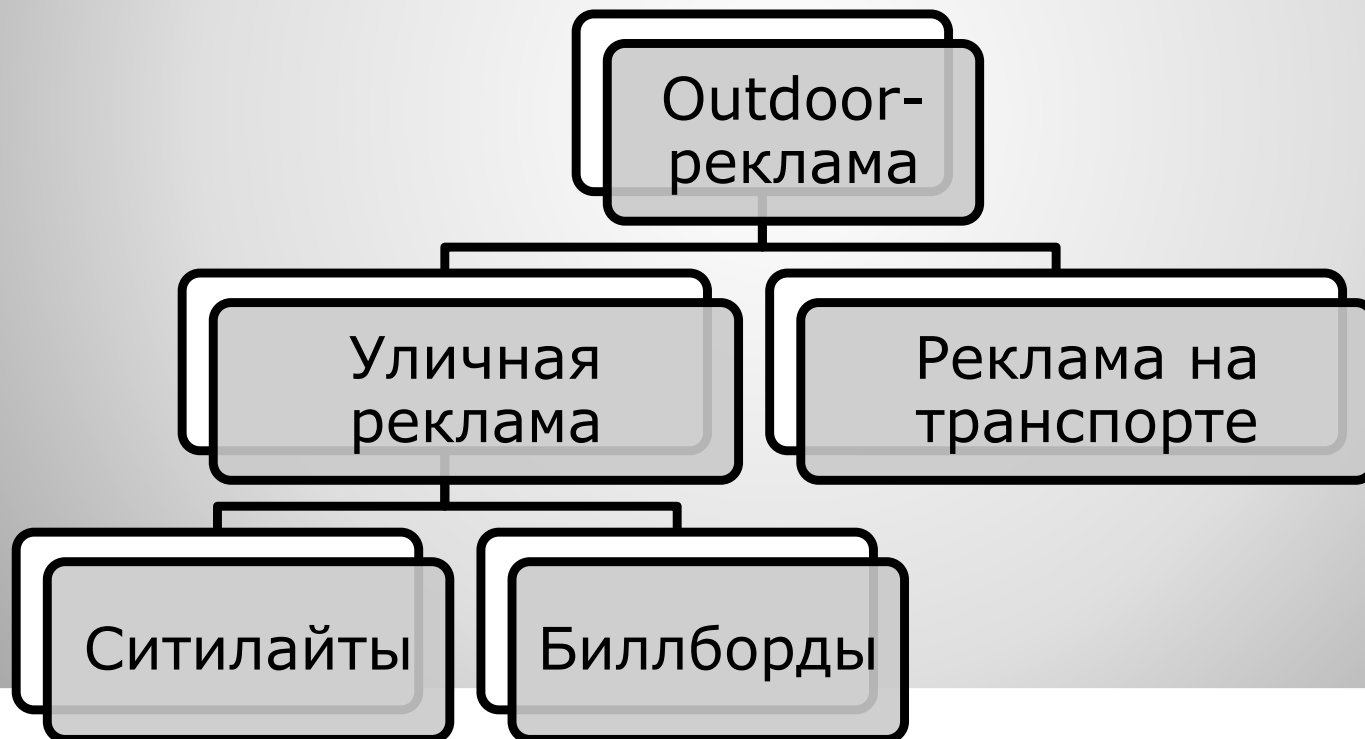 Outdoor-
реклама
Уличная
реклама
Реклама на
транспорте
Ситилайты
Биллборды